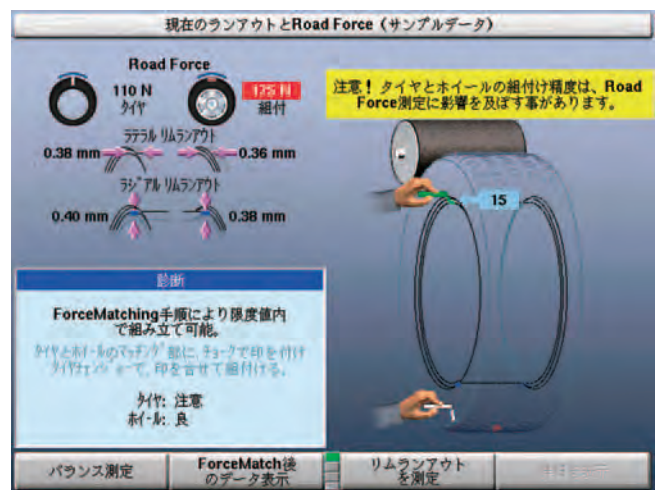 現在のランアウトとRoad Force（サンプルデータ）
Road Force
110 N
タイヤ
175 N
組付
注意！ タイヤとホイールの組付け精度は、Road
Force測定に影響を及ぼす事があります。
ラテラル リムランアウト
0.38 mm
0.36 mm
ラジアル リムランアウト
0.40 mm
0.38 mm
15
診断
ForceMatching手順により限度値内
で組み立て可能。
タイヤとホイールのマッチング部に、チョークで印を付け
タイヤチェンジャーで、印を合せて組付ける。
タイヤ: 注意
ホイール: 良
バランス測定
ForceMatch後
のデータ表示
リムランアウト
を測定